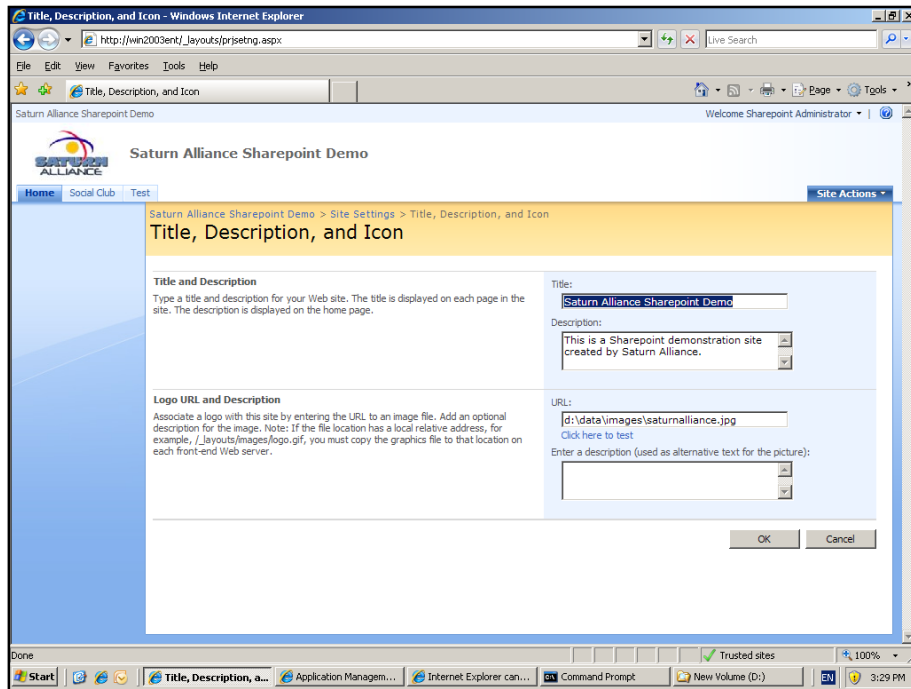 Title, Description, and Icon - Windows Internet Explorer
http://win2003ent/_layouts/prjsetng.aspx
Live Search
File Edit View Favorites Tools Help
Title, Description, and Icon
Page Tools
Saturn Alliance Sharepoint Demo
Welcome Sharepoint Administrator
SATURN
ALLIANCE
Saturn Alliance Sharepoint Demo
Home Social Club Test
Site Actions
Saturn Alliance Sharepoint Demo > Site Settings > Title, Description, and Icon
Title, Description, and Icon
Title and Description
Type a title and description for your Web site. The title is displayed on each page in the
site. The description is displayed on the home page.
Title:
Saturn Alliance Sharepoint Demo
Description:
This is a Sharepoint demonstration site
created by Saturn Alliance.
Logo URL and Description
Associate a logo with this site by entering the URL to an image file. Add an optional
description for the image. Note: If the file location has a local relative address, for
example, /_layouts/images/logo.gif, you must copy the graphics file to that location on
each front-end Web server.
URL:
d:\data\images\saturnalliance.jpg
Click here to test
Enter a description (used as alternative text for the picture):
OK Cancel
Done
Trusted sites
100%
Start
Title, Description, a...
Application Managem...
Internet Explorer can...
Command Prompt
New Volume (D:)
EN
3:29 PM